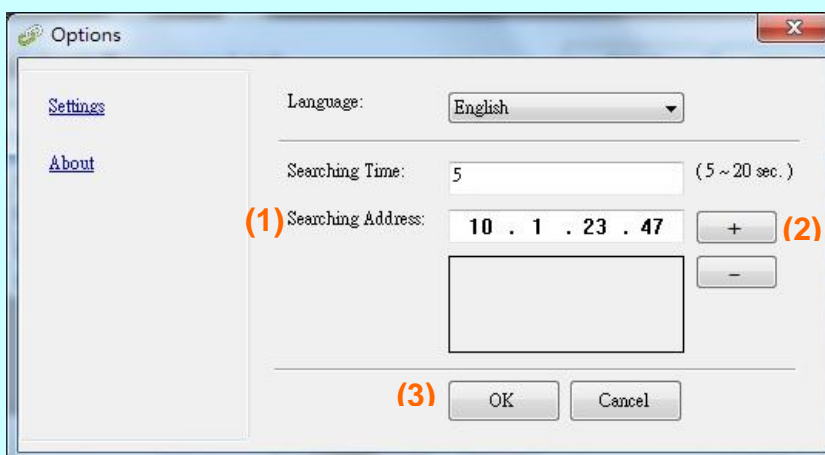 Options
Settings
About
Language:
English
Searching Time:
5
( 5 ~ 20 sec. )
(1) Searching Address:
10 . 1 . 23 . 47
+
(2)
-
(3)
OK
Cancel